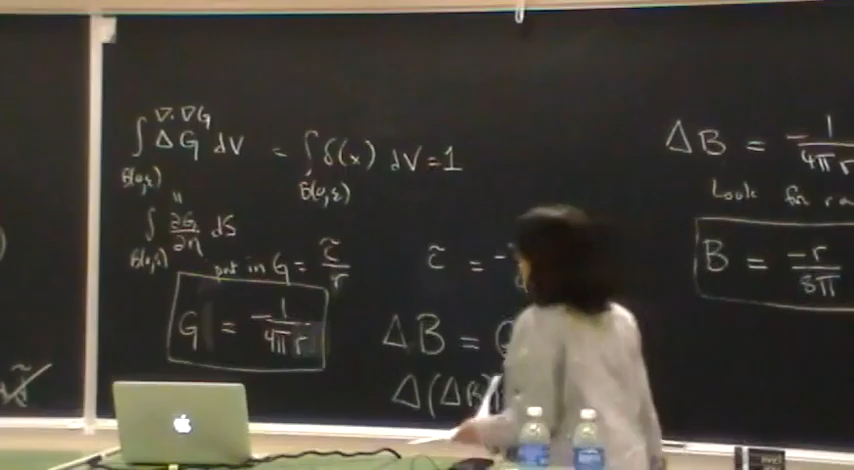 ∇·∇G
∫ ΔG dV = ∫ δ(x) dV = 1
B(0,ε) B(0,ε)
"
∫ ∂G/∂n dS
B(0,ε)
put in G = c̃/r
c̃ = -
G = -1/4πr
ΔB = G
Δ(ΔB)
ΔB = -1/4πr
Look for ra
B = -r/8π